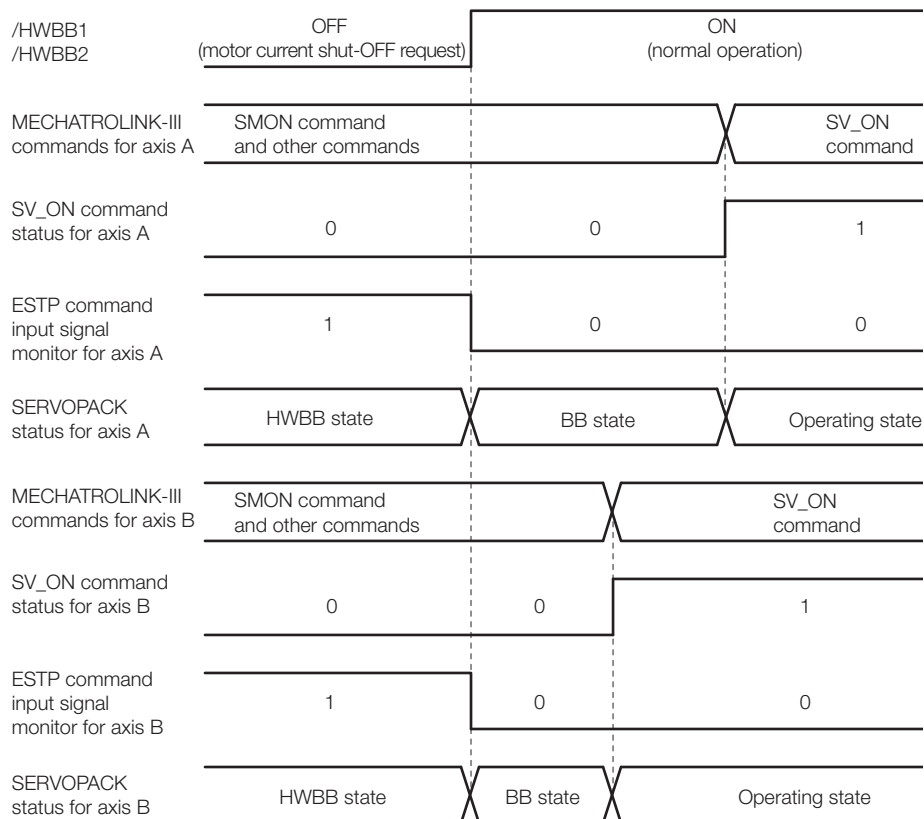 /HWBB1
/HWBB2
OFF
(motor current shut-OFF request)
ON
(normal operation)
MECHATROLINK-III
commands for axis A
SMON command
and other commands
SV_ON
command
SV_ON command
status for axis A
0
0
1
ESTP command
input signal
monitor for axis A
1
0
0
SERVOPACK
status for axis A
HWBB state
BB state
Operating state
MECHATROLINK-III
commands for axis B
SMON command
and other commands
SV_ON
command
SV_ON command
status for axis B
0
0
1
ESTP command
input signal
monitor for axis B
1
0
0
SERVOPACK
status for axis B
HWBB state
BB state
Operating state